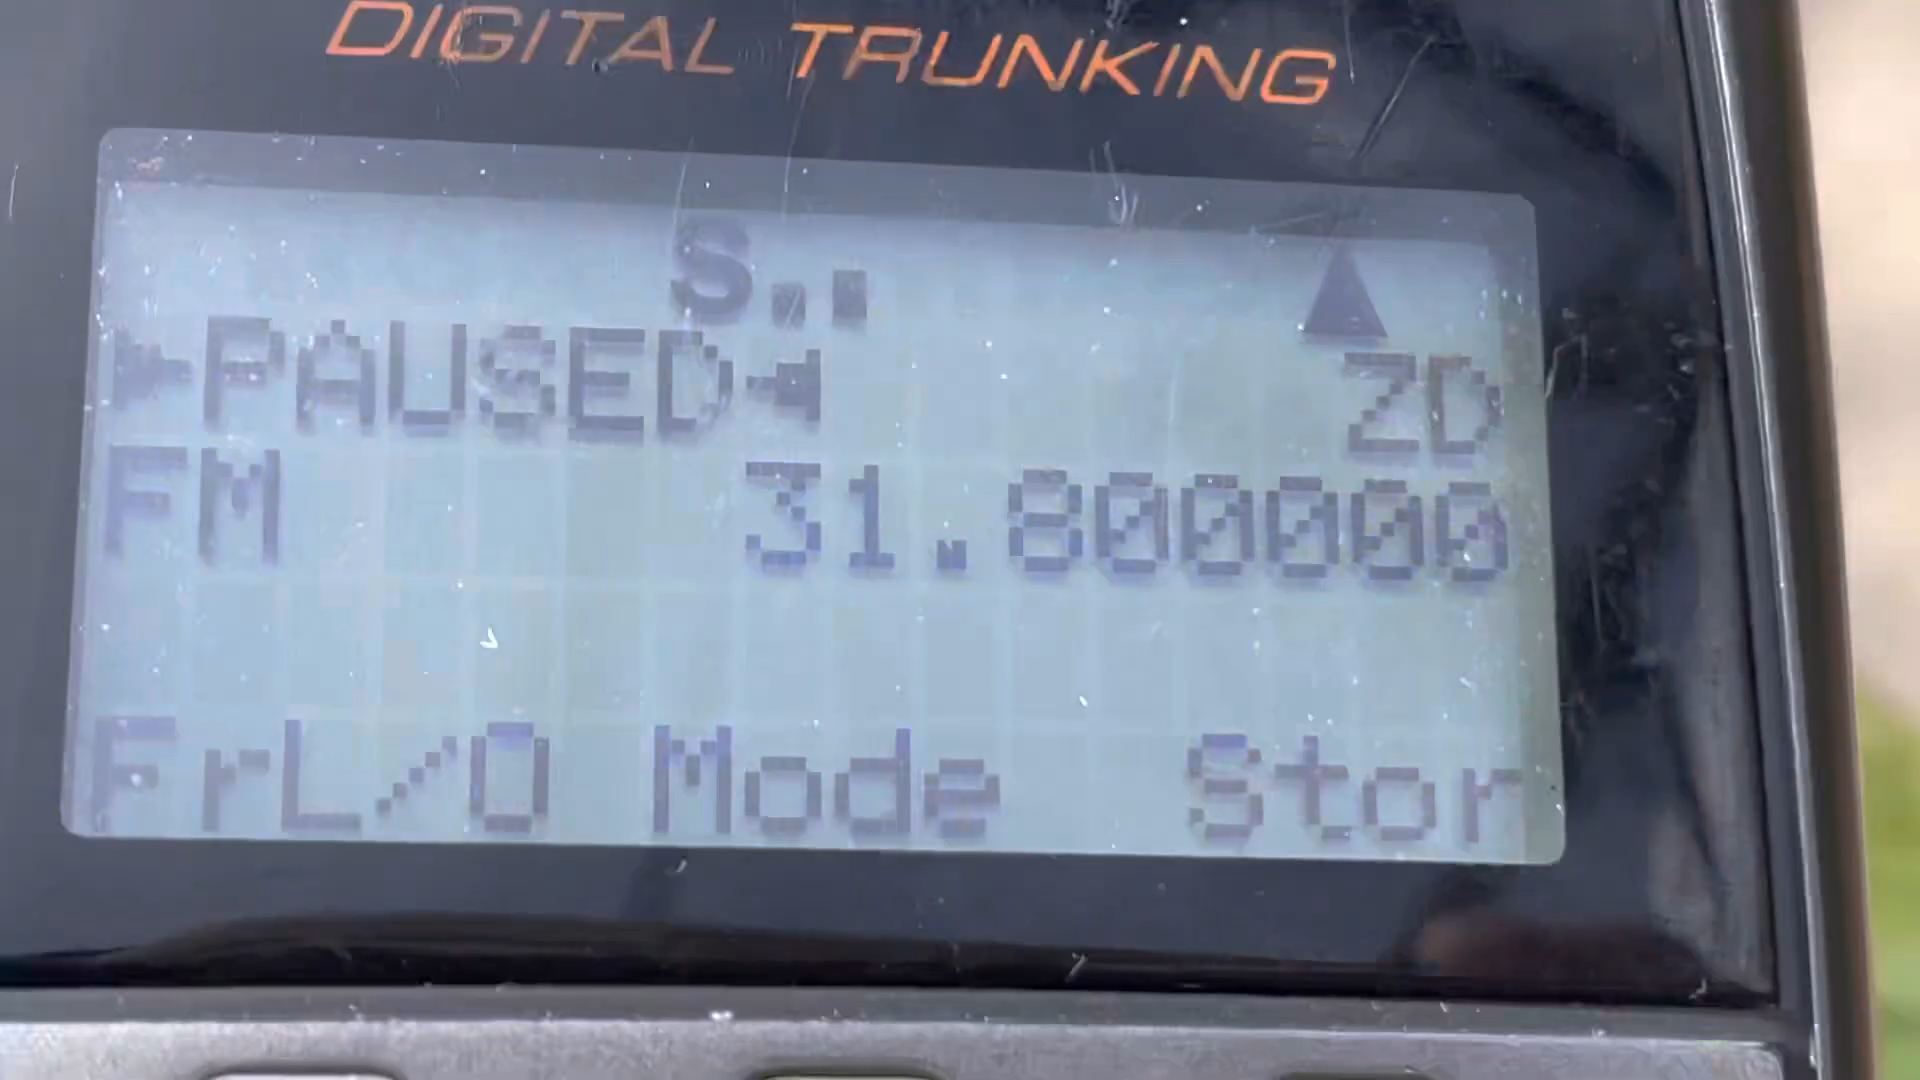 DIGITAL TRUNKING
S..
PAUSED ZD
FM 31.800000
FrL/O Mode Stor